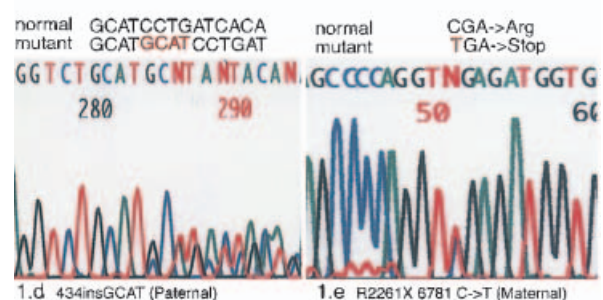 normal GCATCCTGATCACA
mutant GCATGCATCCTGAT
normal CGA->Arg
mutant TGA->Stop
GGTCTGCATGCNTANTACAN
280 290
AGCCCCAGGTNGAGATGGTG
50 60
1.d 434insGCAT (Paternal)
1.e R2261X 6781 C->T (Maternal)